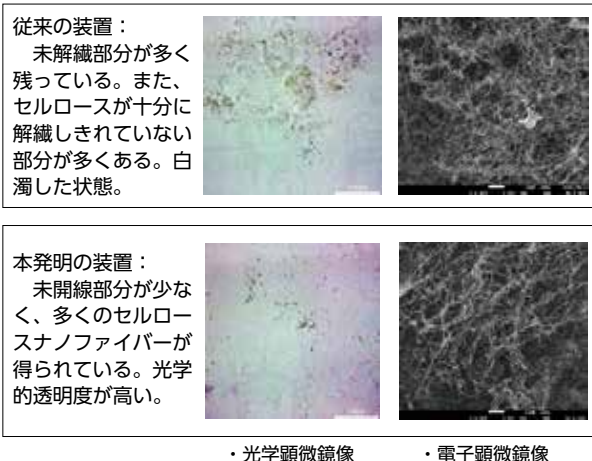 従来の装置：
未解繊部分が多く
残っている。また、
セルロースが十分に
解繊しきれていない
部分が多くある。白
濁した状態。
本発明の装置：
未開線部分が少な
く、多くのセルロー
スナノファイバーが
得られている。光学
的透明度が高い。
・光学顕微鏡像
・電子顕微鏡像